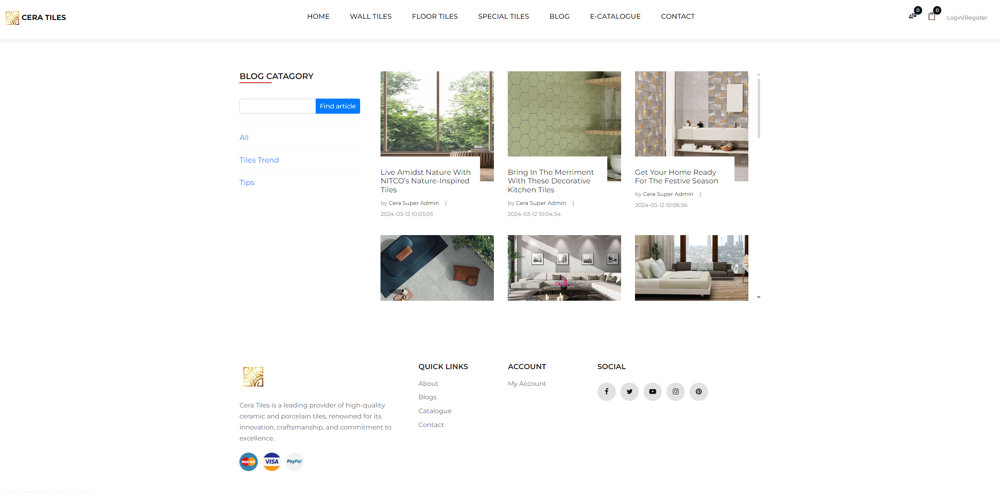 CERA TILES
HOME
WALL TILES
FLOOR TILES
SPECIAL TILES
BLOG
E-CATALOGUE
CONTACT
0
0
Login/Register
BLOG CATAGORY
Find article
All
Tiles Trend
Tips
Live Amidst Nature With
NITCO’s Nature-Inspired
Tiles
by Cera Super Admin |
2024-03-12 10:03:05
Bring In The Merriment
With These Decorative
Kitchen Tiles
by Cera Super Admin |
2024-03-12 10:04:54
Get Your Home Ready
For The Festive Season
by Cera Super Admin |
2024-03-12 10:06:56
Cera Tiles is a leading provider of high-quality
ceramic and porcelain tiles, renowned for its
innovation, craftsmanship, and commitment to
excellence.
MasterCard
VISA
PayPal
QUICK LINKS
About
Blogs
Catalogue
Contact
ACCOUNT
My Account
SOCIAL